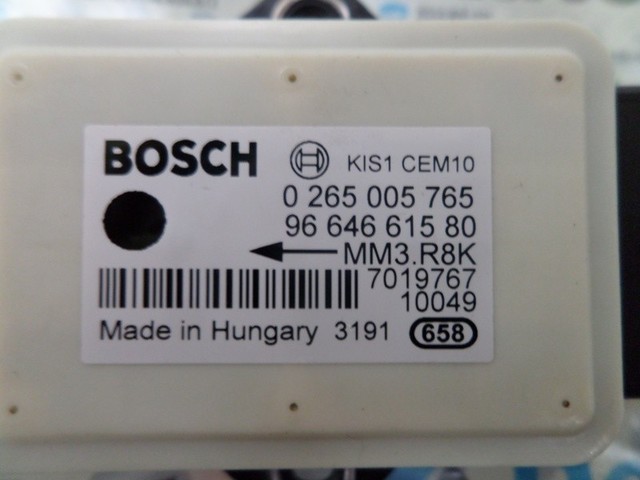 BOSCH KIS1 CEM10
0 265 005 765
96 646 615 80
MM3.R8K
7019767
10049
Made in Hungary 3191 658